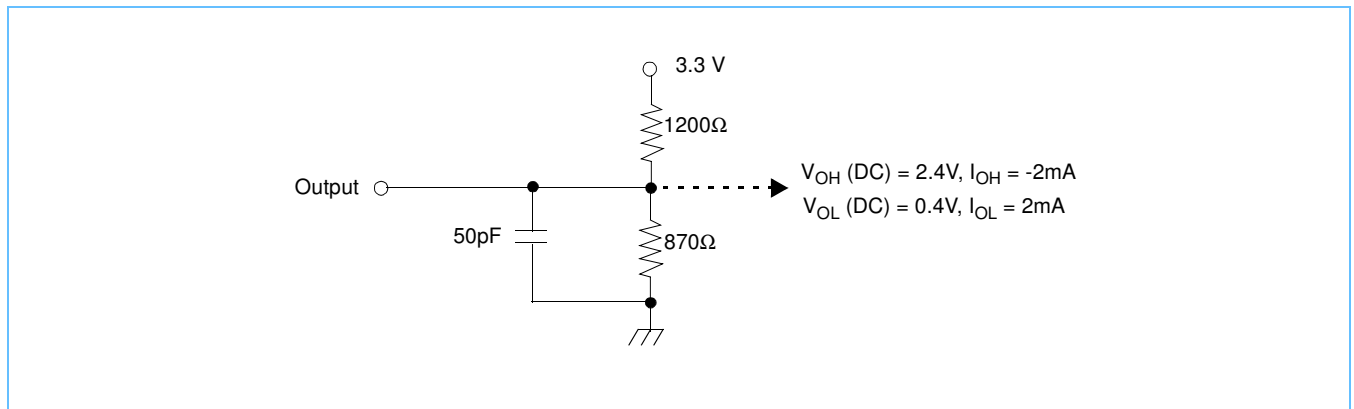 3.3 V
1200Ω
Output
V_OH (DC) = 2.4V, I_OH = -2mA
V_OL (DC) = 0.4V, I_OL = 2mA
50pF
870Ω